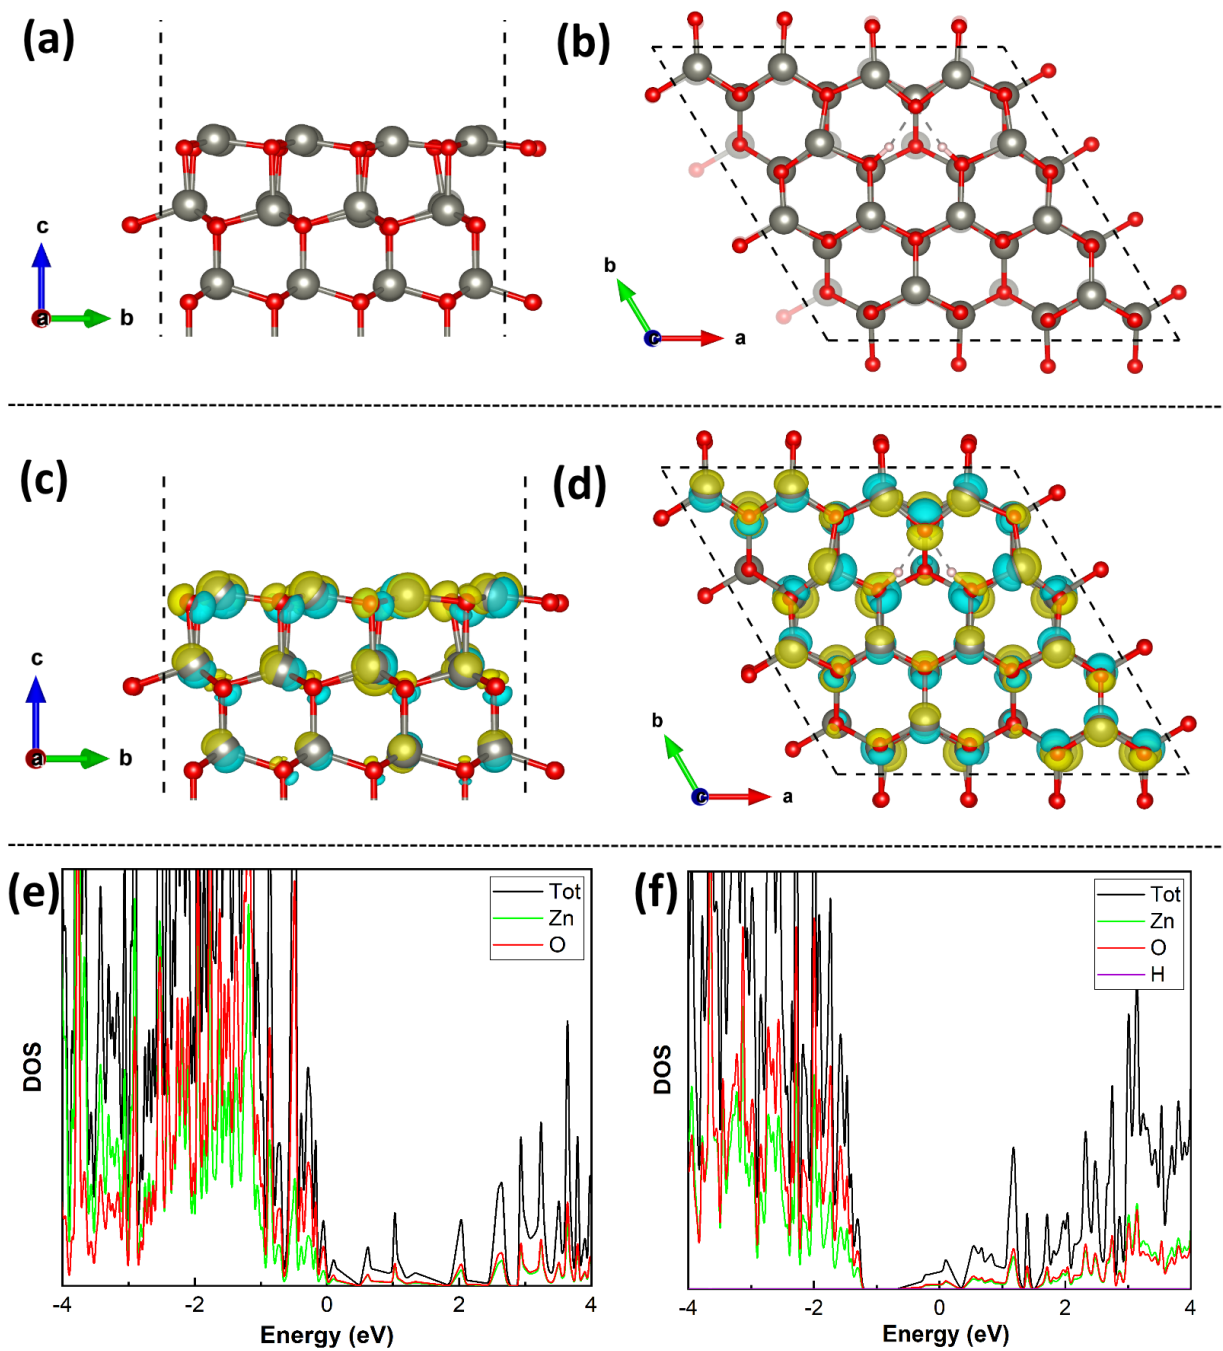 (a)
(b)
c
a
b
b
c
a
(c)
(d)
c
a
b
b
c
a
(e)
(f)
Tot
Zn
O
Tot
Zn
O
H
DOS
DOS
-4 -2 0 2 4
-4 -2 0 2 4
Energy (eV)
Energy (eV)